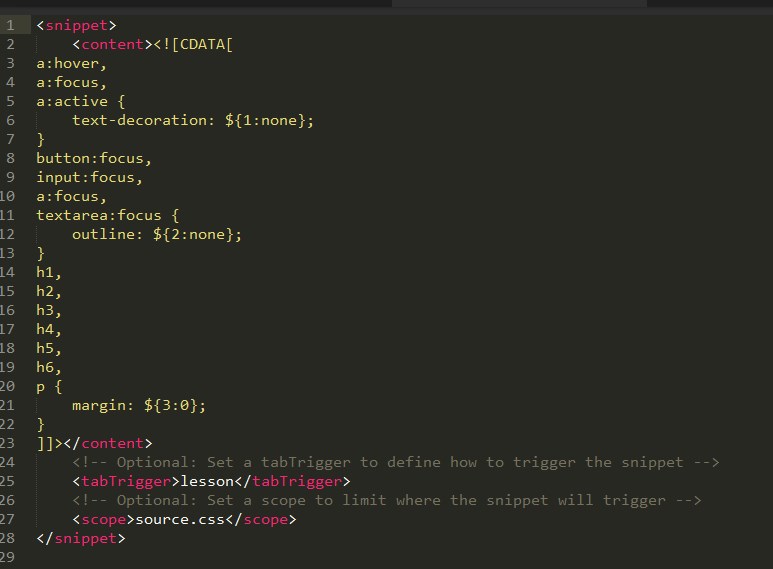 1 <snippet>
2     <content><![CDATA[
3 a:hover,
4 a:focus,
5 a:active {
6     text-decoration: ${1:none};
7 }
8 button:focus,
9 input:focus,
10 a:focus,
11 textarea:focus {
12     outline: ${2:none};
13 }
14 h1,
15 h2,
16 h3,
17 h4,
18 h5,
19 h6,
20 p {
21     margin: ${3:0};
22 }
23 ]]></content>
24     <!-- Optional: Set a tabTrigger to define how to trigger the snippet -->
25     <tabTrigger>lesson</tabTrigger>
26     <!-- Optional: Set a scope to limit where the snippet will trigger -->
27     <scope>source.css</scope>
28 </snippet>
29